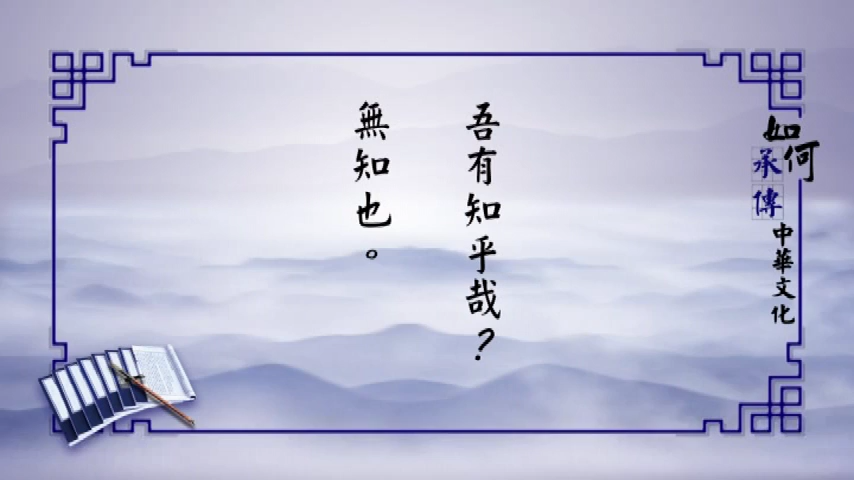 如何
承傳
中華文化
吾有知乎哉？
無知也。